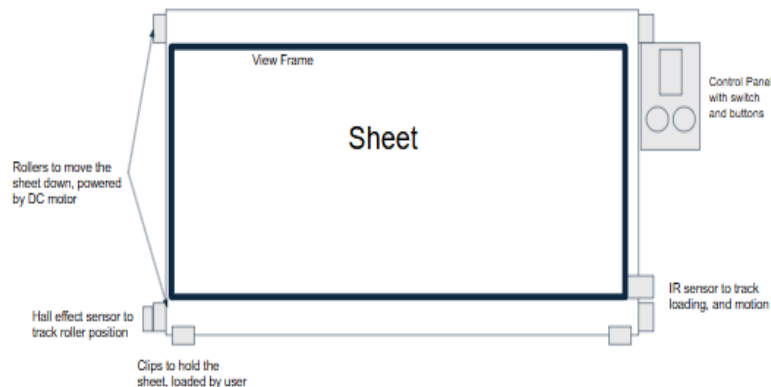 View Frame
Control Panel
with switch
and buttons
Sheet
Rollers to move the
sheet down, powered
by DC motor
IR sensor to track
loading, and motion
Hall effect sensor to
track roller position
Clips to hold the
sheet, loaded by user